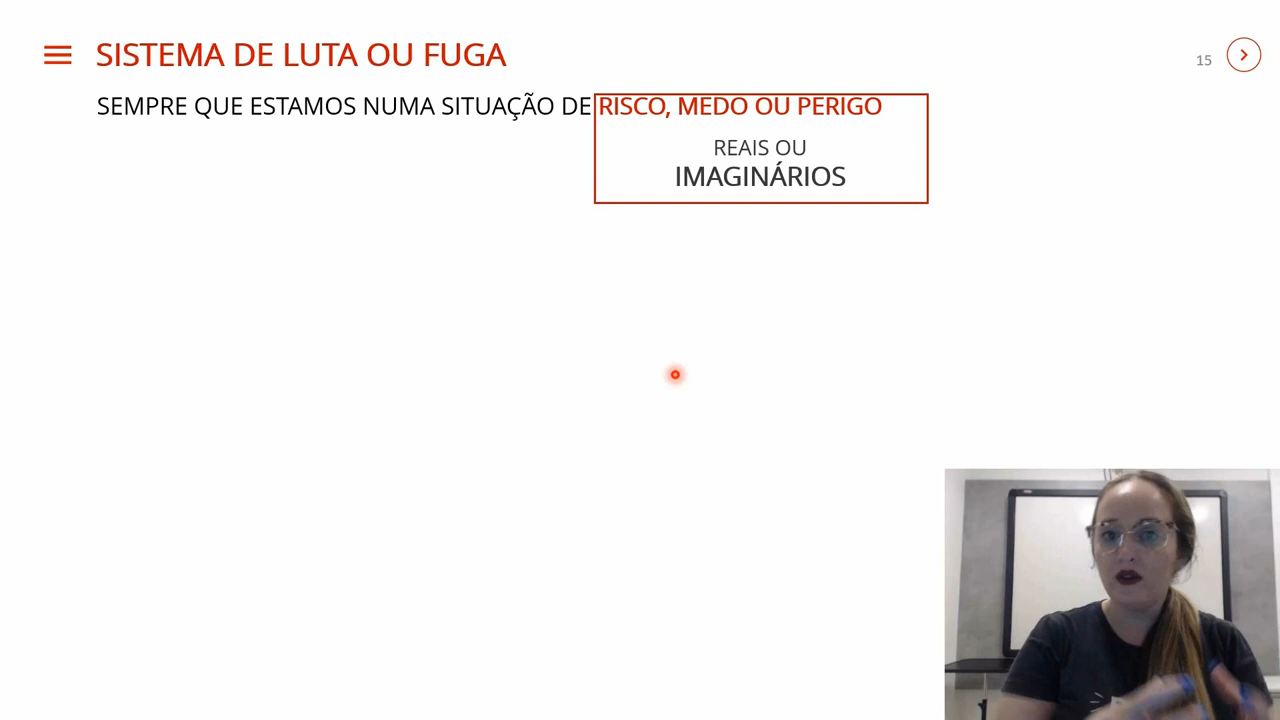 SISTEMA DE LUTA OU FUGA
15
SEMPRE QUE ESTAMOS NUMA SITUAÇÃO DE RISCO, MEDO OU PERIGO
REAIS OU
IMAGINÁRIOS